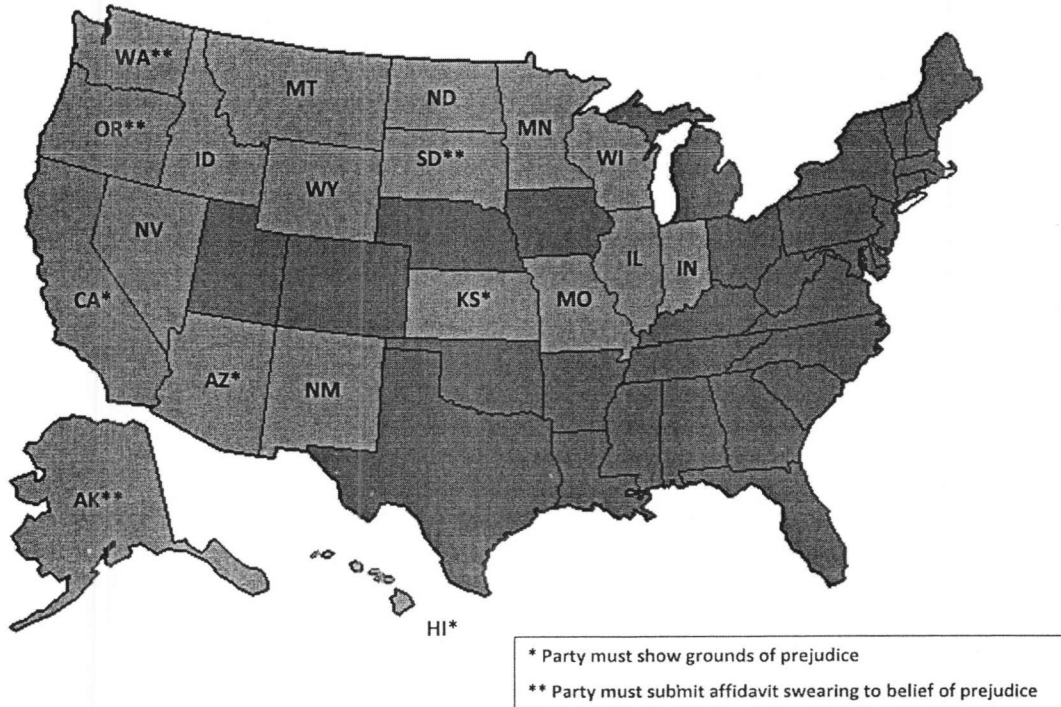 WA**
MT
ND
MN
OR**
ID
SD**
WI
WY
NV
IL
IN
CA*
KS*
MO
AZ*
NM
AK**
HI*
* Party must show grounds of prejudice
** Party must submit affidavit swearing to belief of prejudice